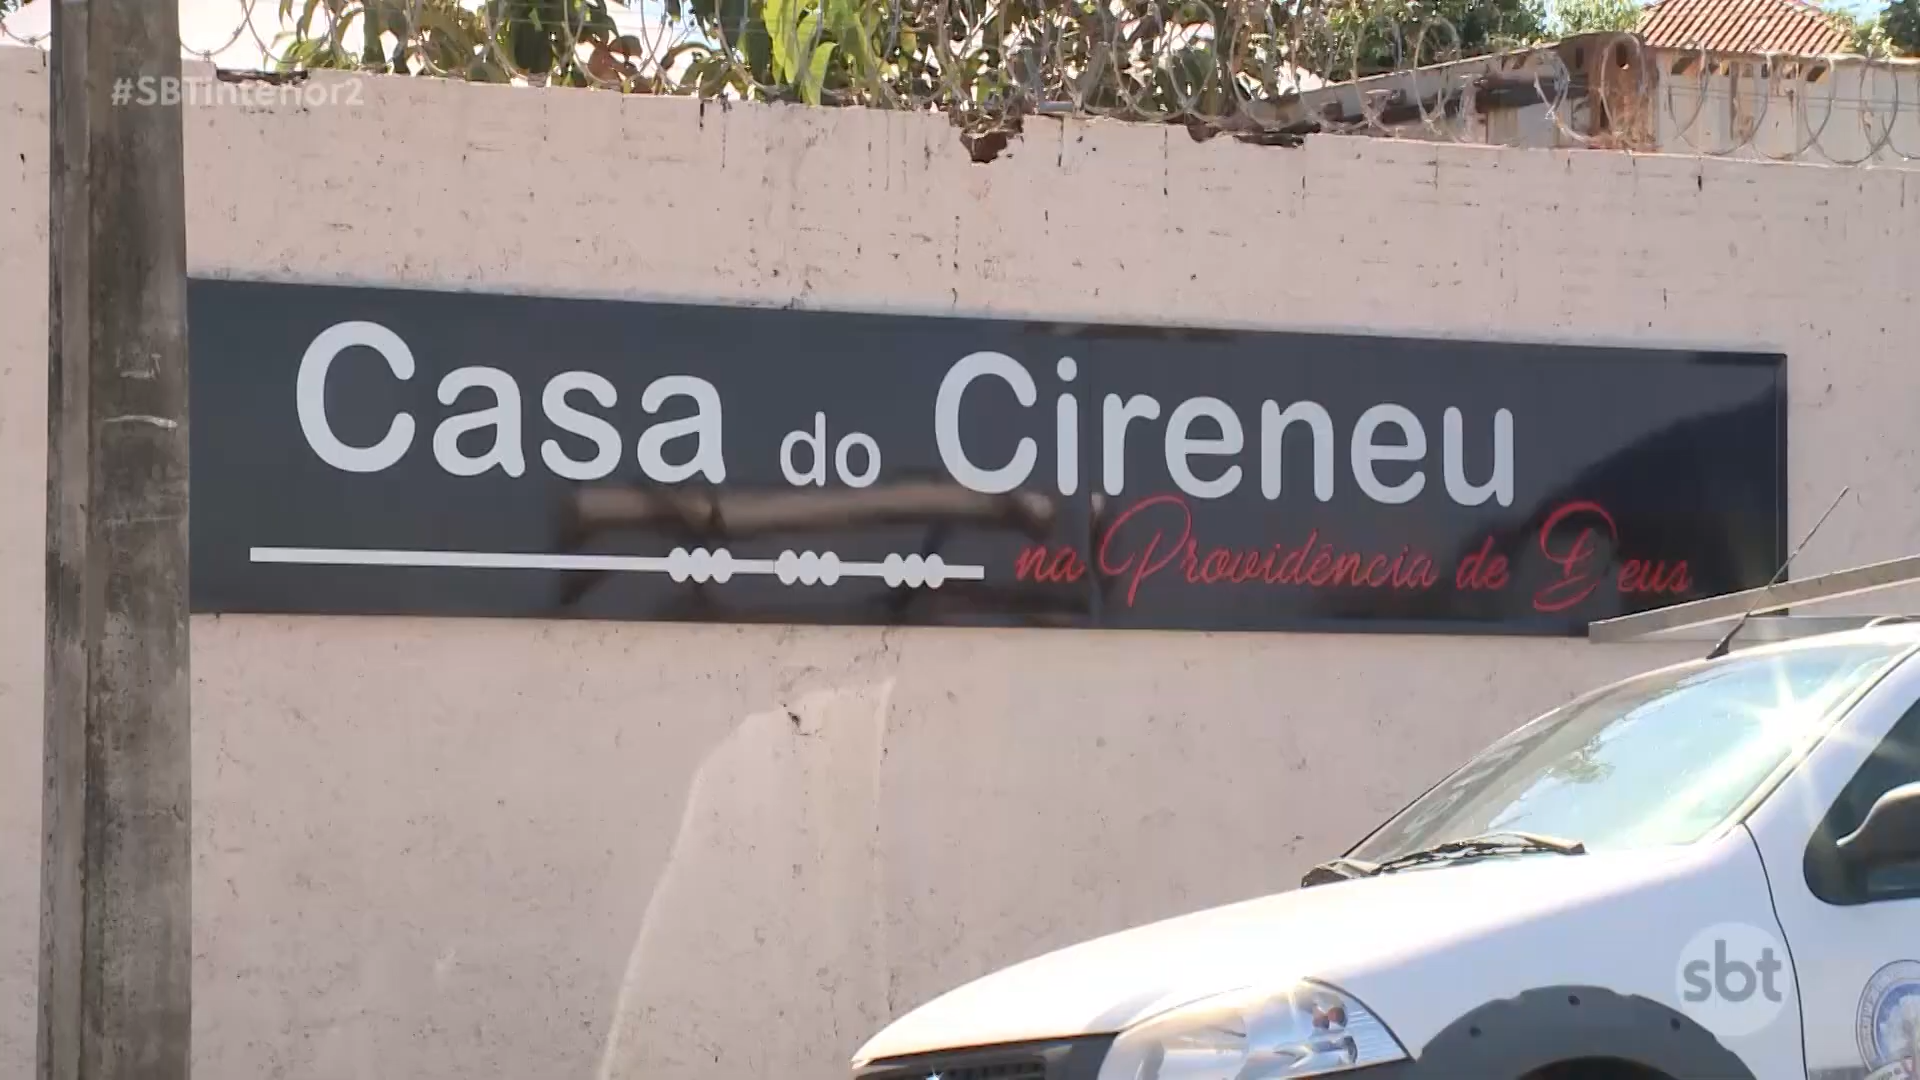 #SBTinterior2
Casa do Cireneu
na Providência de Deus
sbt